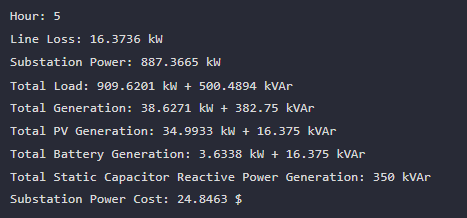 Hour: 5
Line Loss: 16.3736 kW
Substation Power: 887.3665 kW
Total Load: 909.6201 kW + 500.4894 kVAr
Total Generation: 38.6271 kW + 382.75 kVAr
Total PV Generation: 34.9933 kW + 16.375 kVAr
Total Battery Generation: 3.6338 kW + 16.375 kVAr
Total Static Capacitor Reactive Power Generation: 350 kVAr
Substation Power Cost: 24.8463 $